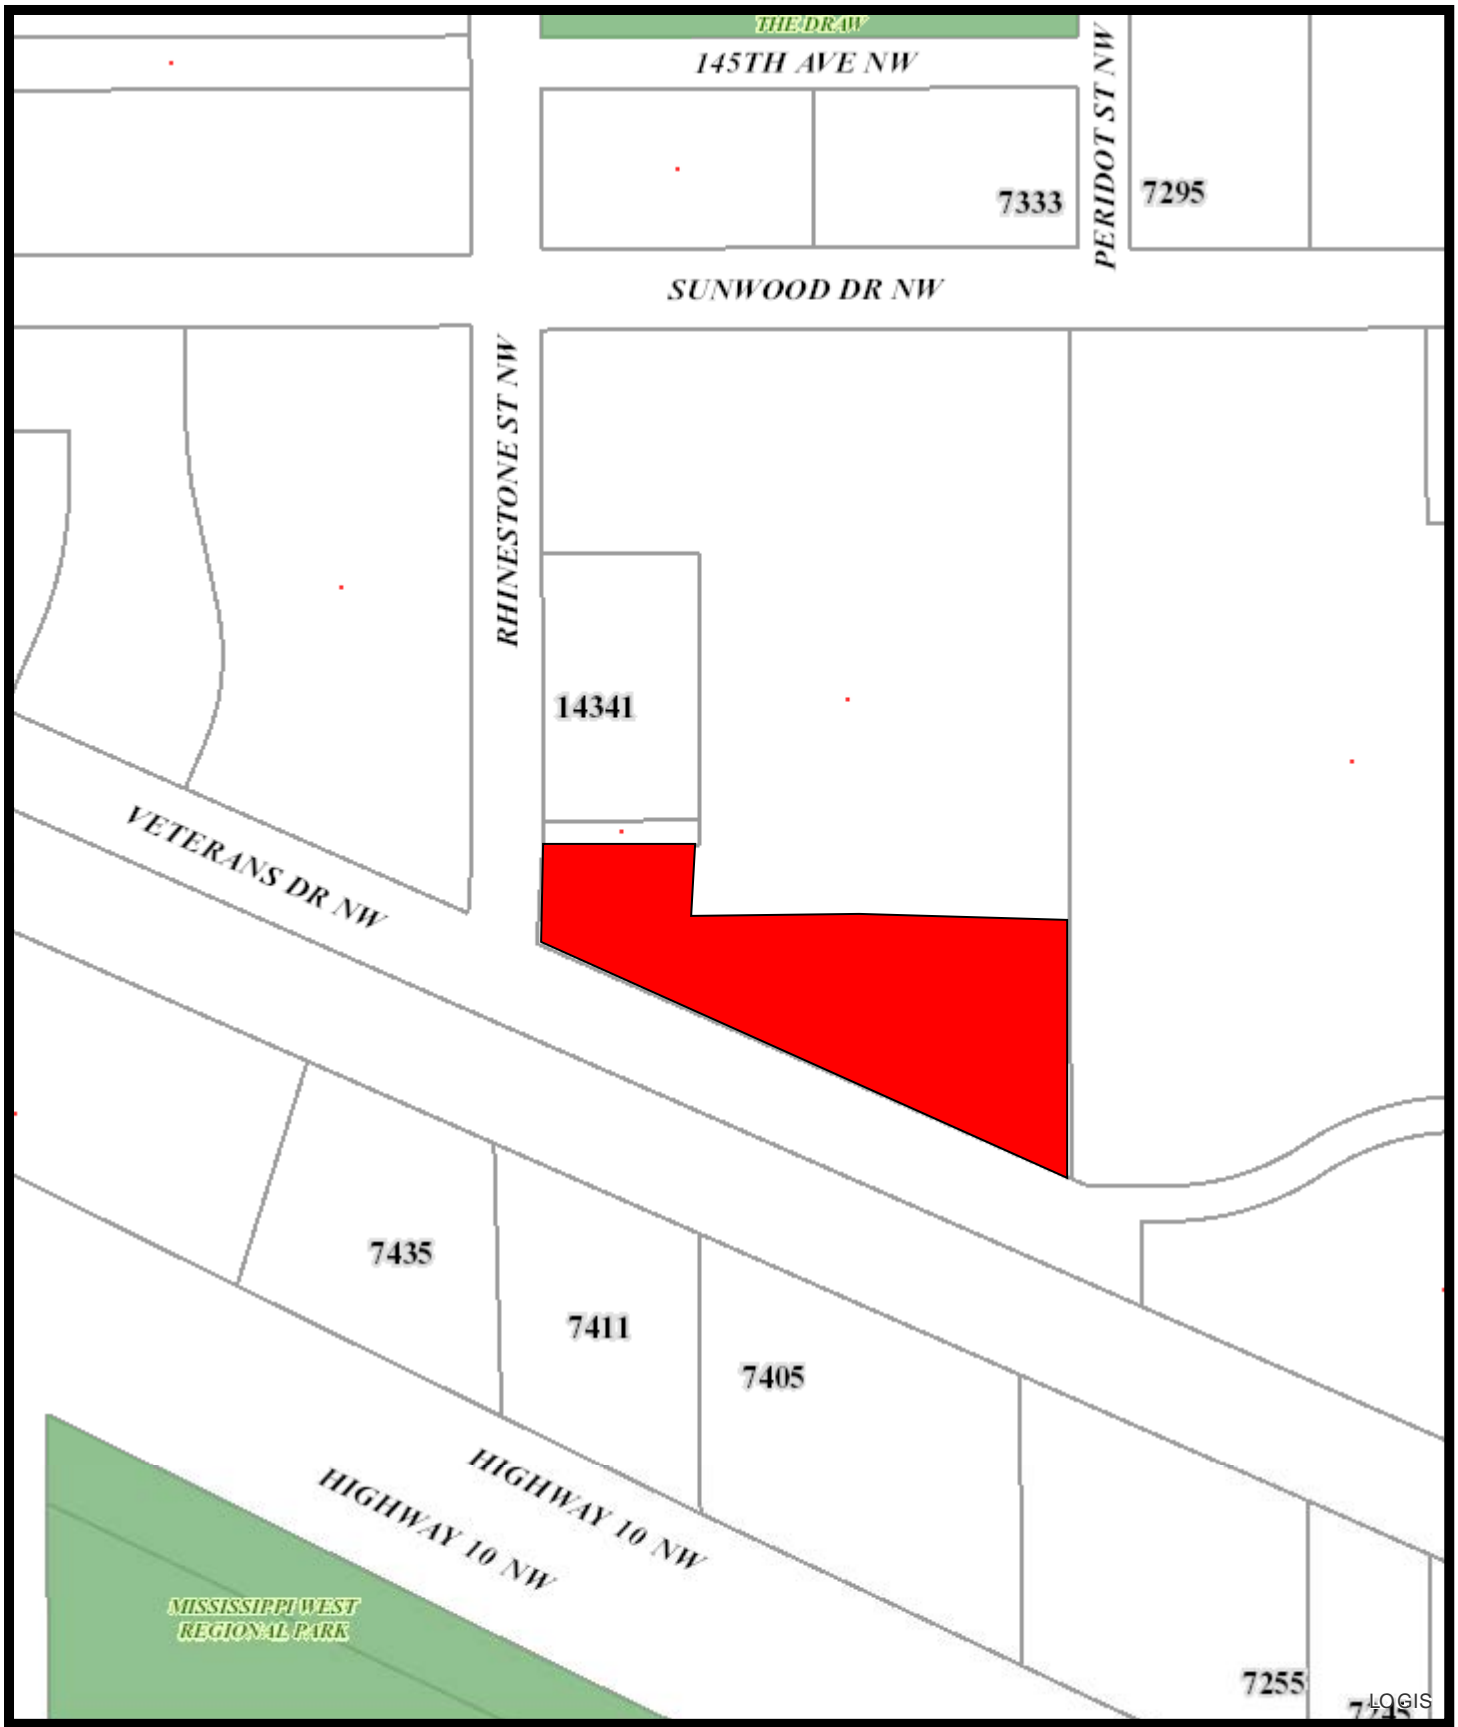 THE DRAW
145TH AVE NW
PERIDOT ST NW
7333
7295
SUNWOOD DR NW
RHINESTONE ST NW
14341
VETERANS DR NW
7435
7411
7405
HIGHWAY 10 NW
HIGHWAY 10 NW
MISSISSIPPI WEST
REGIONAL PARK
7255
7245
LOGIS